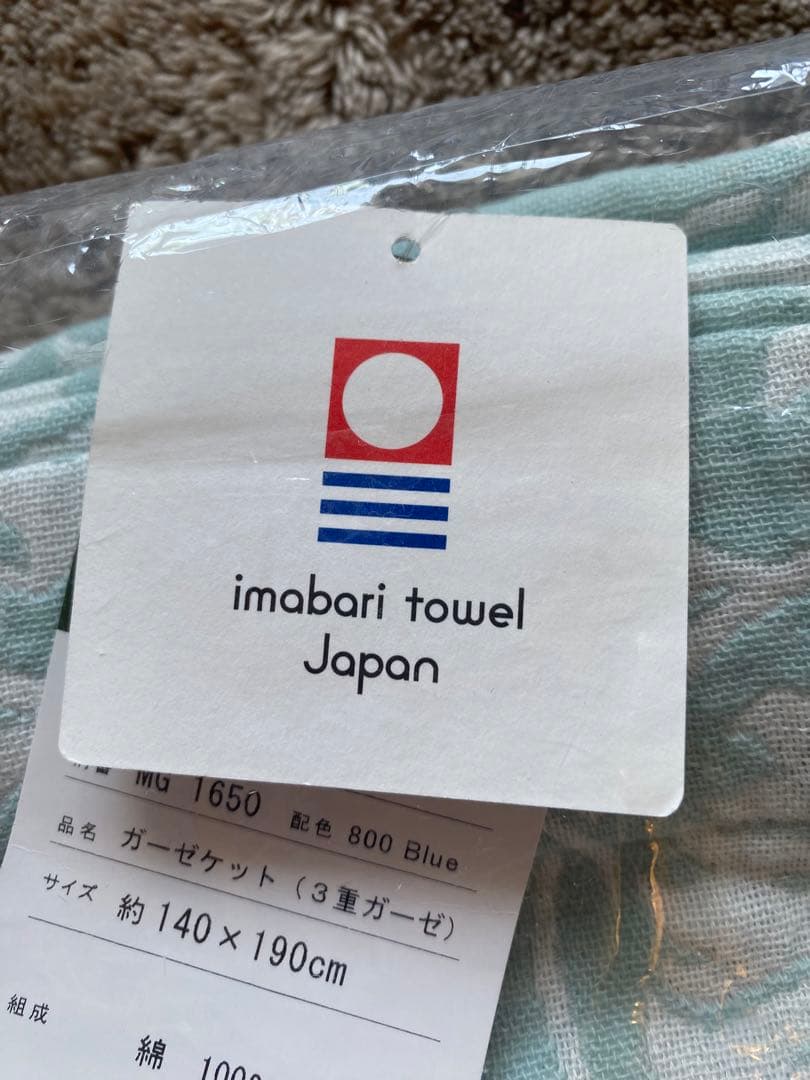 imabari towel
Japan
MG 1650 配色 800 Blue
品名 ガーゼケット（3重ガーゼ）
サイズ 約 140×190cm
組成
綿